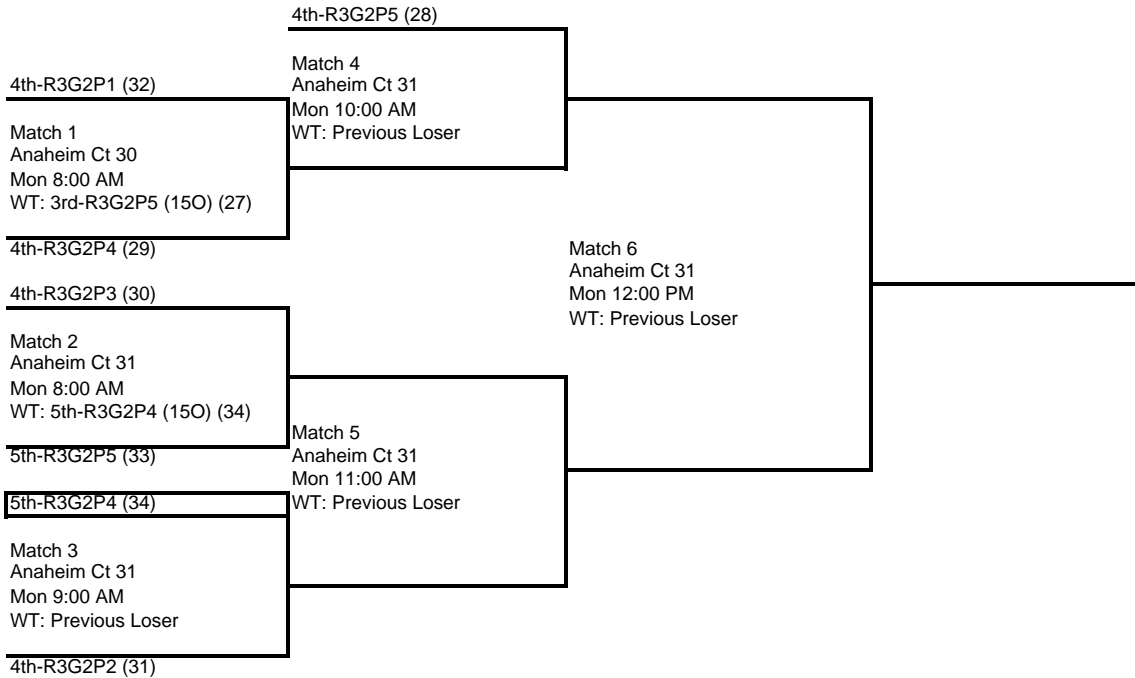 4th-R3G2P5 (28)
Match 4
Anaheim Ct 31
Mon 10:00 AM
WT: Previous Loser
4th-R3G2P1 (32)
Match 1
Anaheim Ct 30
Mon 8:00 AM
WT: 3rd-R3G2P5 (15O) (27)
4th-R3G2P4 (29)
Match 6
Anaheim Ct 31
Mon 12:00 PM
WT: Previous Loser
4th-R3G2P3 (30)
Match 2
Anaheim Ct 31
Mon 8:00 AM
WT: 5th-R3G2P4 (15O) (34)
5th-R3G2P5 (33)
Match 5
Anaheim Ct 31
Mon 11:00 AM
WT: Previous Loser
5th-R3G2P4 (34)
Match 3
Anaheim Ct 31
Mon 9:00 AM
WT: Previous Loser
4th-R3G2P2 (31)